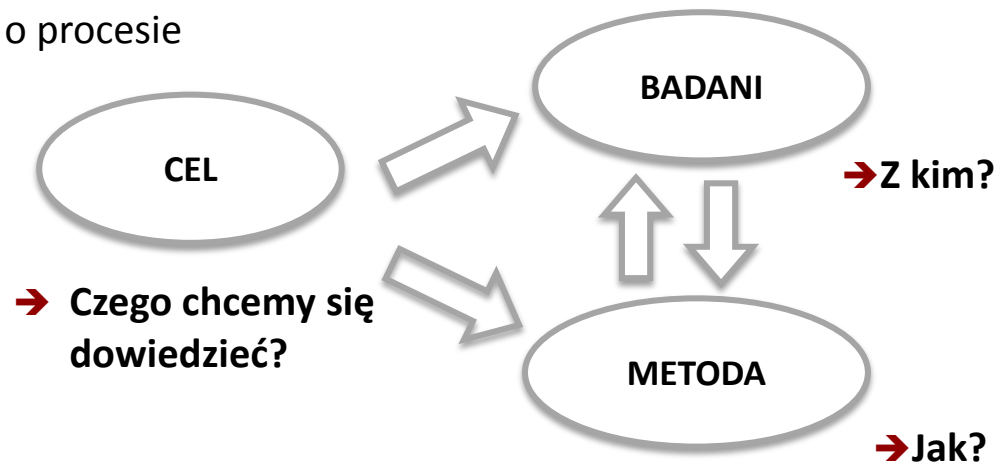 o procesie
BADANI
CEL
Z kim?
Czego chcemy się
dowiedzieć?
METODA
Jak?